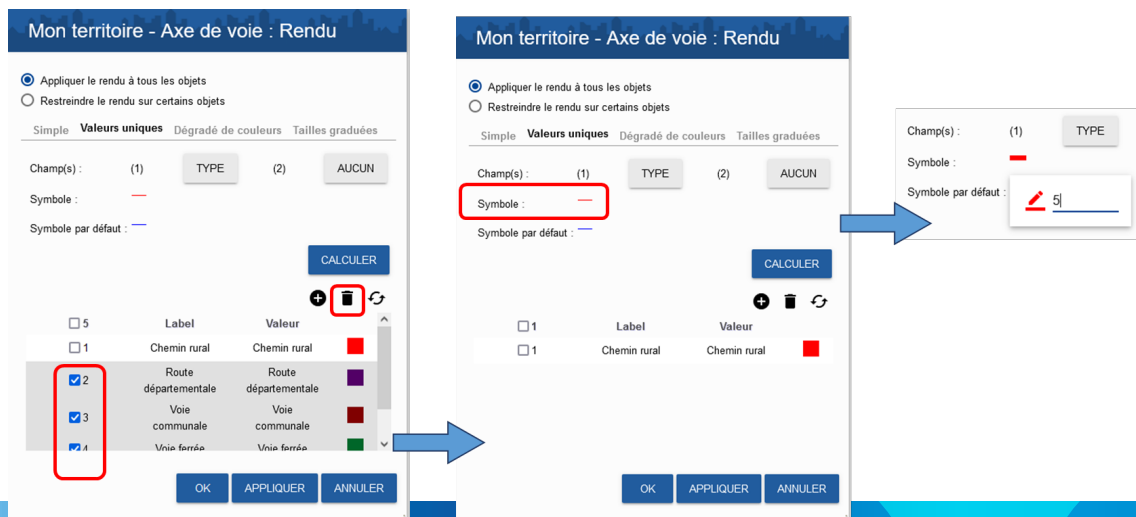 Mon territoire - Axe de voie : Rendu
Appliquer le rendu à tous les objets
Restreindre le rendu sur certains objets
Simple Valeurs uniques Dégradé de couleurs Tailles graduées
Champ(s) : (1) TYPE (2) AUCUN
Symbole :
Symbole par défaut :
CALCULER
5 Label Valeur
1 Chemin rural Chemin rural
2 Route départementale Route départementale
3 Voie communale Voie communale
4 Voie ferrée Voie ferrée
OK APPLIQUER ANNULER
Mon territoire - Axe de voie : Rendu
Appliquer le rendu à tous les objets
Restreindre le rendu sur certains objets
Simple Valeurs uniques Dégradé de couleurs Tailles graduées
Champ(s) : (1) TYPE (2) AUCUN
Symbole :
Symbole par défaut :
CALCULER
1 Label Valeur
1 Chemin rural Chemin rural
OK APPLIQUER ANNULER
Champ(s) : (1) TYPE
Symbole :
Symbole par défaut :
5